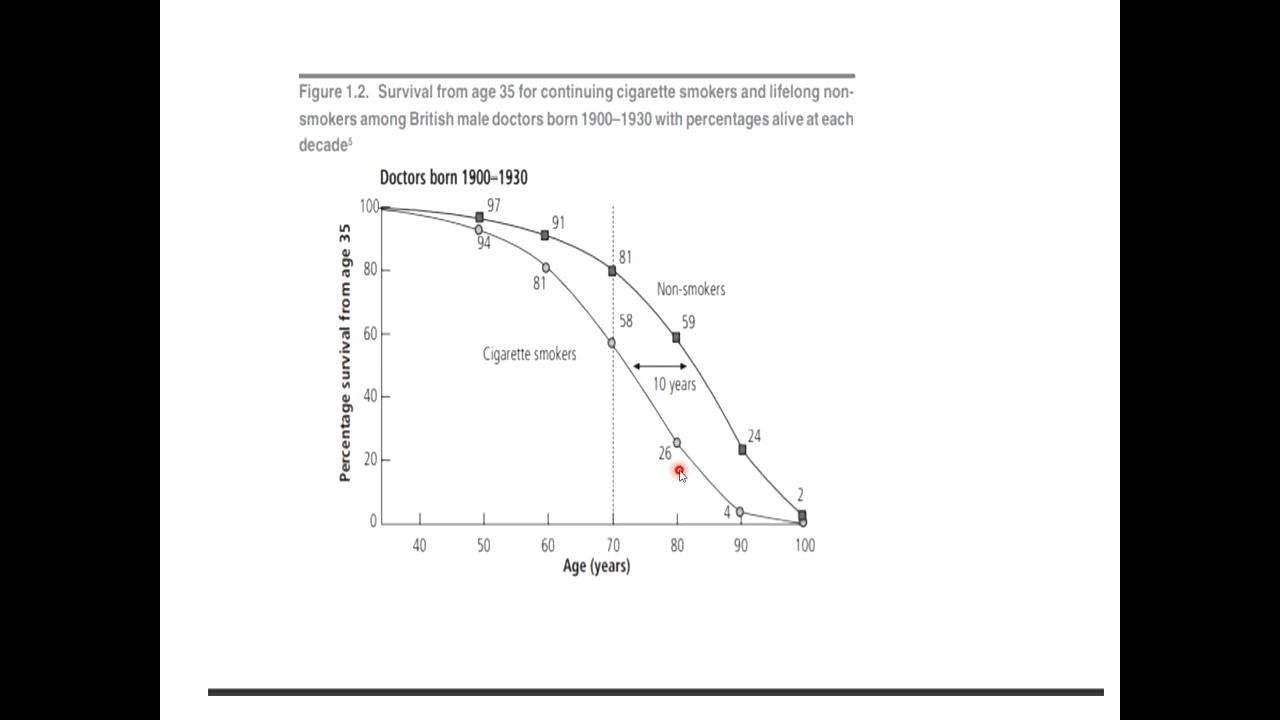 Figure 1.2. Survival from age 35 for continuing cigarette smokers and lifelong non-
smokers among British male doctors born 1900–1930 with percentages alive at each
decade⁵
Doctors born 1900–1930
Percentage survival from age 35
100
80
60
40
20
0
97
94
91
81
81
Non-smokers
58
59
Cigarette smokers
10 years
26
24
4
2
40 50 60 70 80 90 100
Age (years)